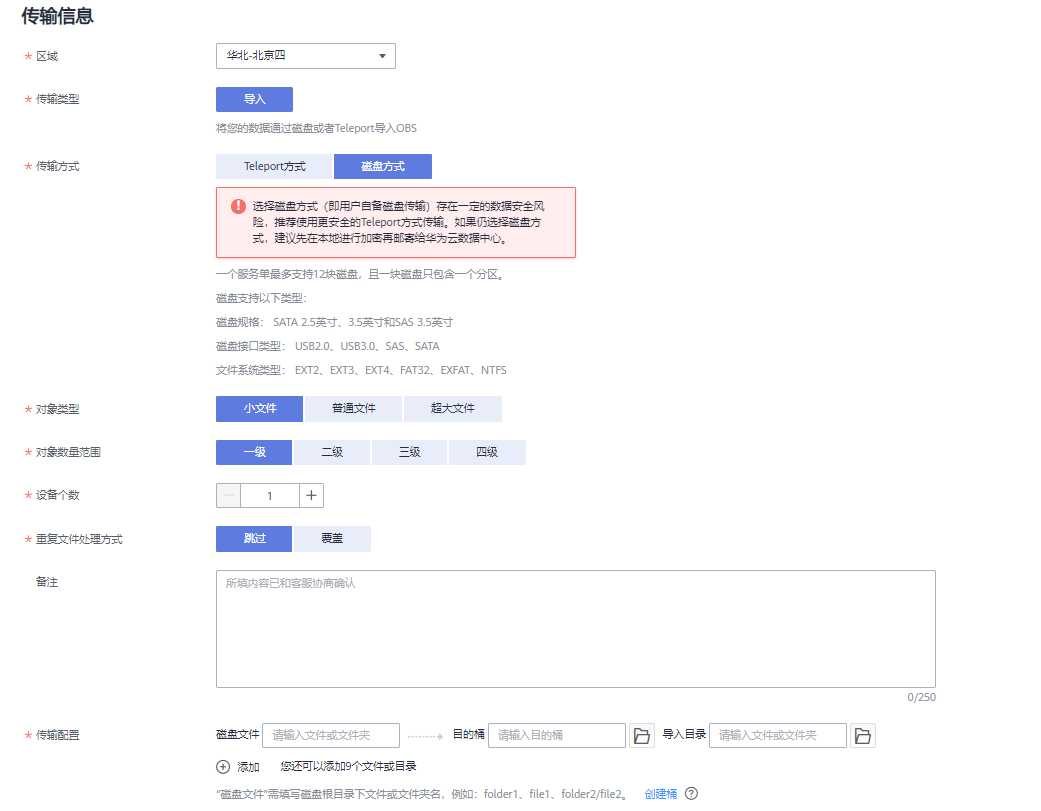 传输信息
* 区域 华北-北京四
* 传输类型 导入
将您的数据通过磁盘或者Teleport导入OBS
* 传输方式 Teleport方式 磁盘方式
选择磁盘方式（即用户自备磁盘传输）存在一定的数据安全风
险，推荐使用更安全的Teleport方式传输。如果仍选择磁盘方
式，建议先在本地进行加密再邮寄给华为云数据中心。
一个服务单最多支持12块磁盘，且一块磁盘只包含一个分区。
磁盘支持以下类型：
磁盘规格： SATA 2.5英寸、3.5英寸和SAS 3.5英寸
磁盘接口类型： USB2.0、USB3.0、SAS、SATA
文件系统类型： EXT2、EXT3、EXT4、FAT32、EXFAT、NTFS
* 对象类型 小文件 普通文件 超大文件
* 对象数量范围 一级 二级 三级 四级
* 设备个数 — 1 +
* 重复文件处理方式 跳过 覆盖
备注 所填内容已和客服协商确认
0/250
* 传输配置 磁盘文件 请输入文件或文件夹 目的桶 请输入目的桶 导入目录 请输入文件或文件夹
添加 您还可以添加9个文件或目录
“磁盘文件”需填写磁盘根目录下文件或文件夹名，例如：folder1、file1、folder2/file2。 创建桶 ?